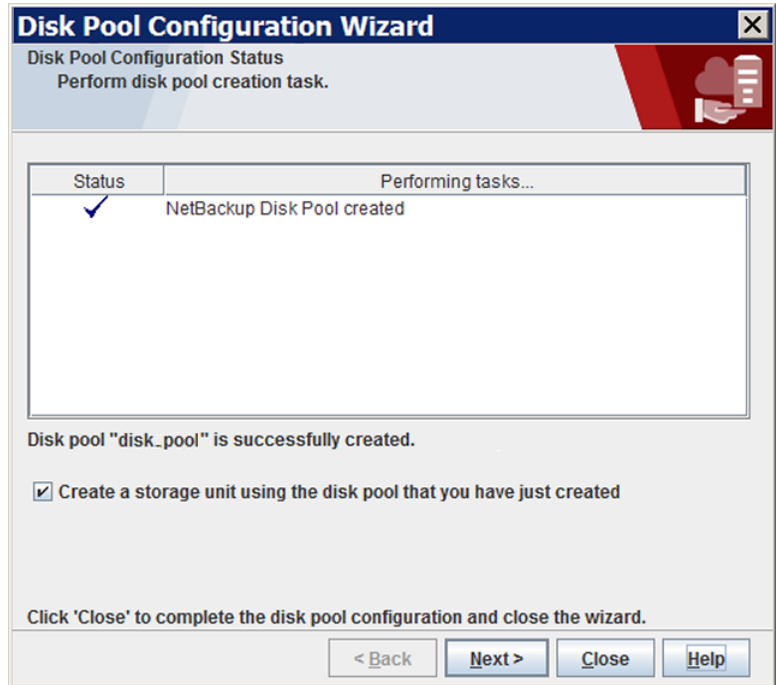 Disk Pool Configuration Wizard
Disk Pool Configuration Status
Perform disk pool creation task.
Status Performing tasks...
NetBackup Disk Pool created
Disk pool "disk_pool" is successfully created.
Create a storage unit using the disk pool that you have just created
Click 'Close' to complete the disk pool configuration and close the wizard.
< Back Next > Close Help